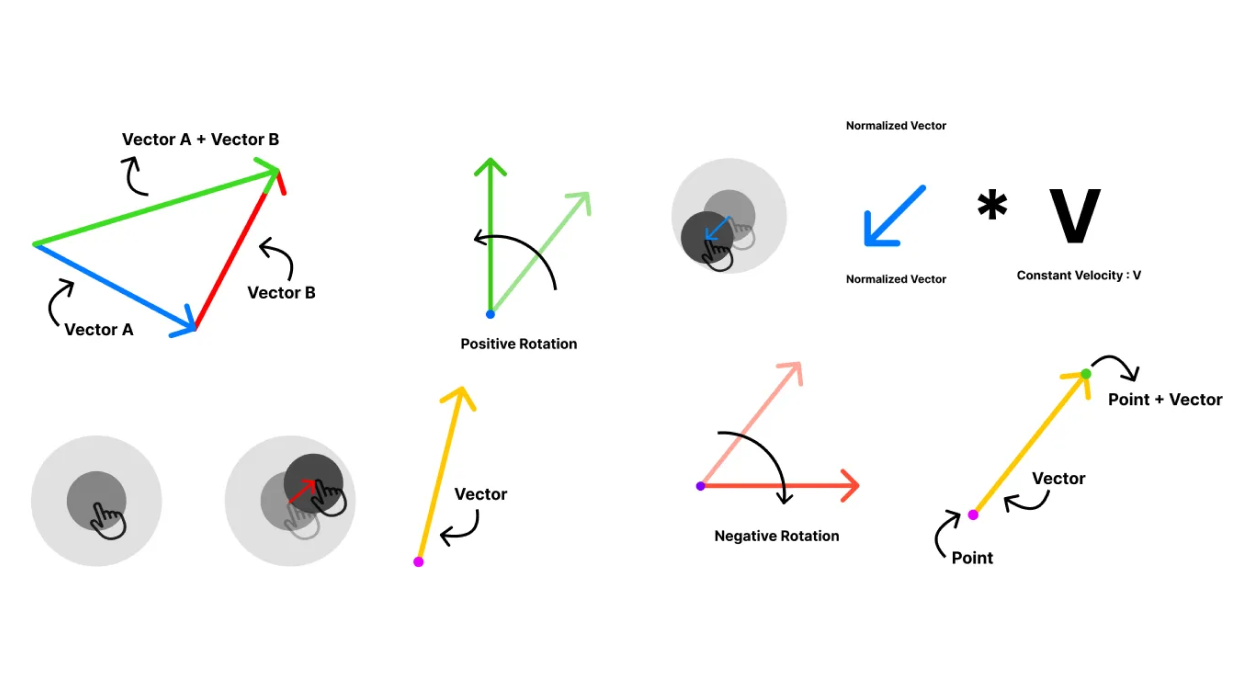 Vector A + Vector B
Vector B
Vector A
Positive Rotation
Normalized Vector
*
V
Normalized Vector
Constant Velocity : V
Vector
Negative Rotation
Point + Vector
Vector
Point